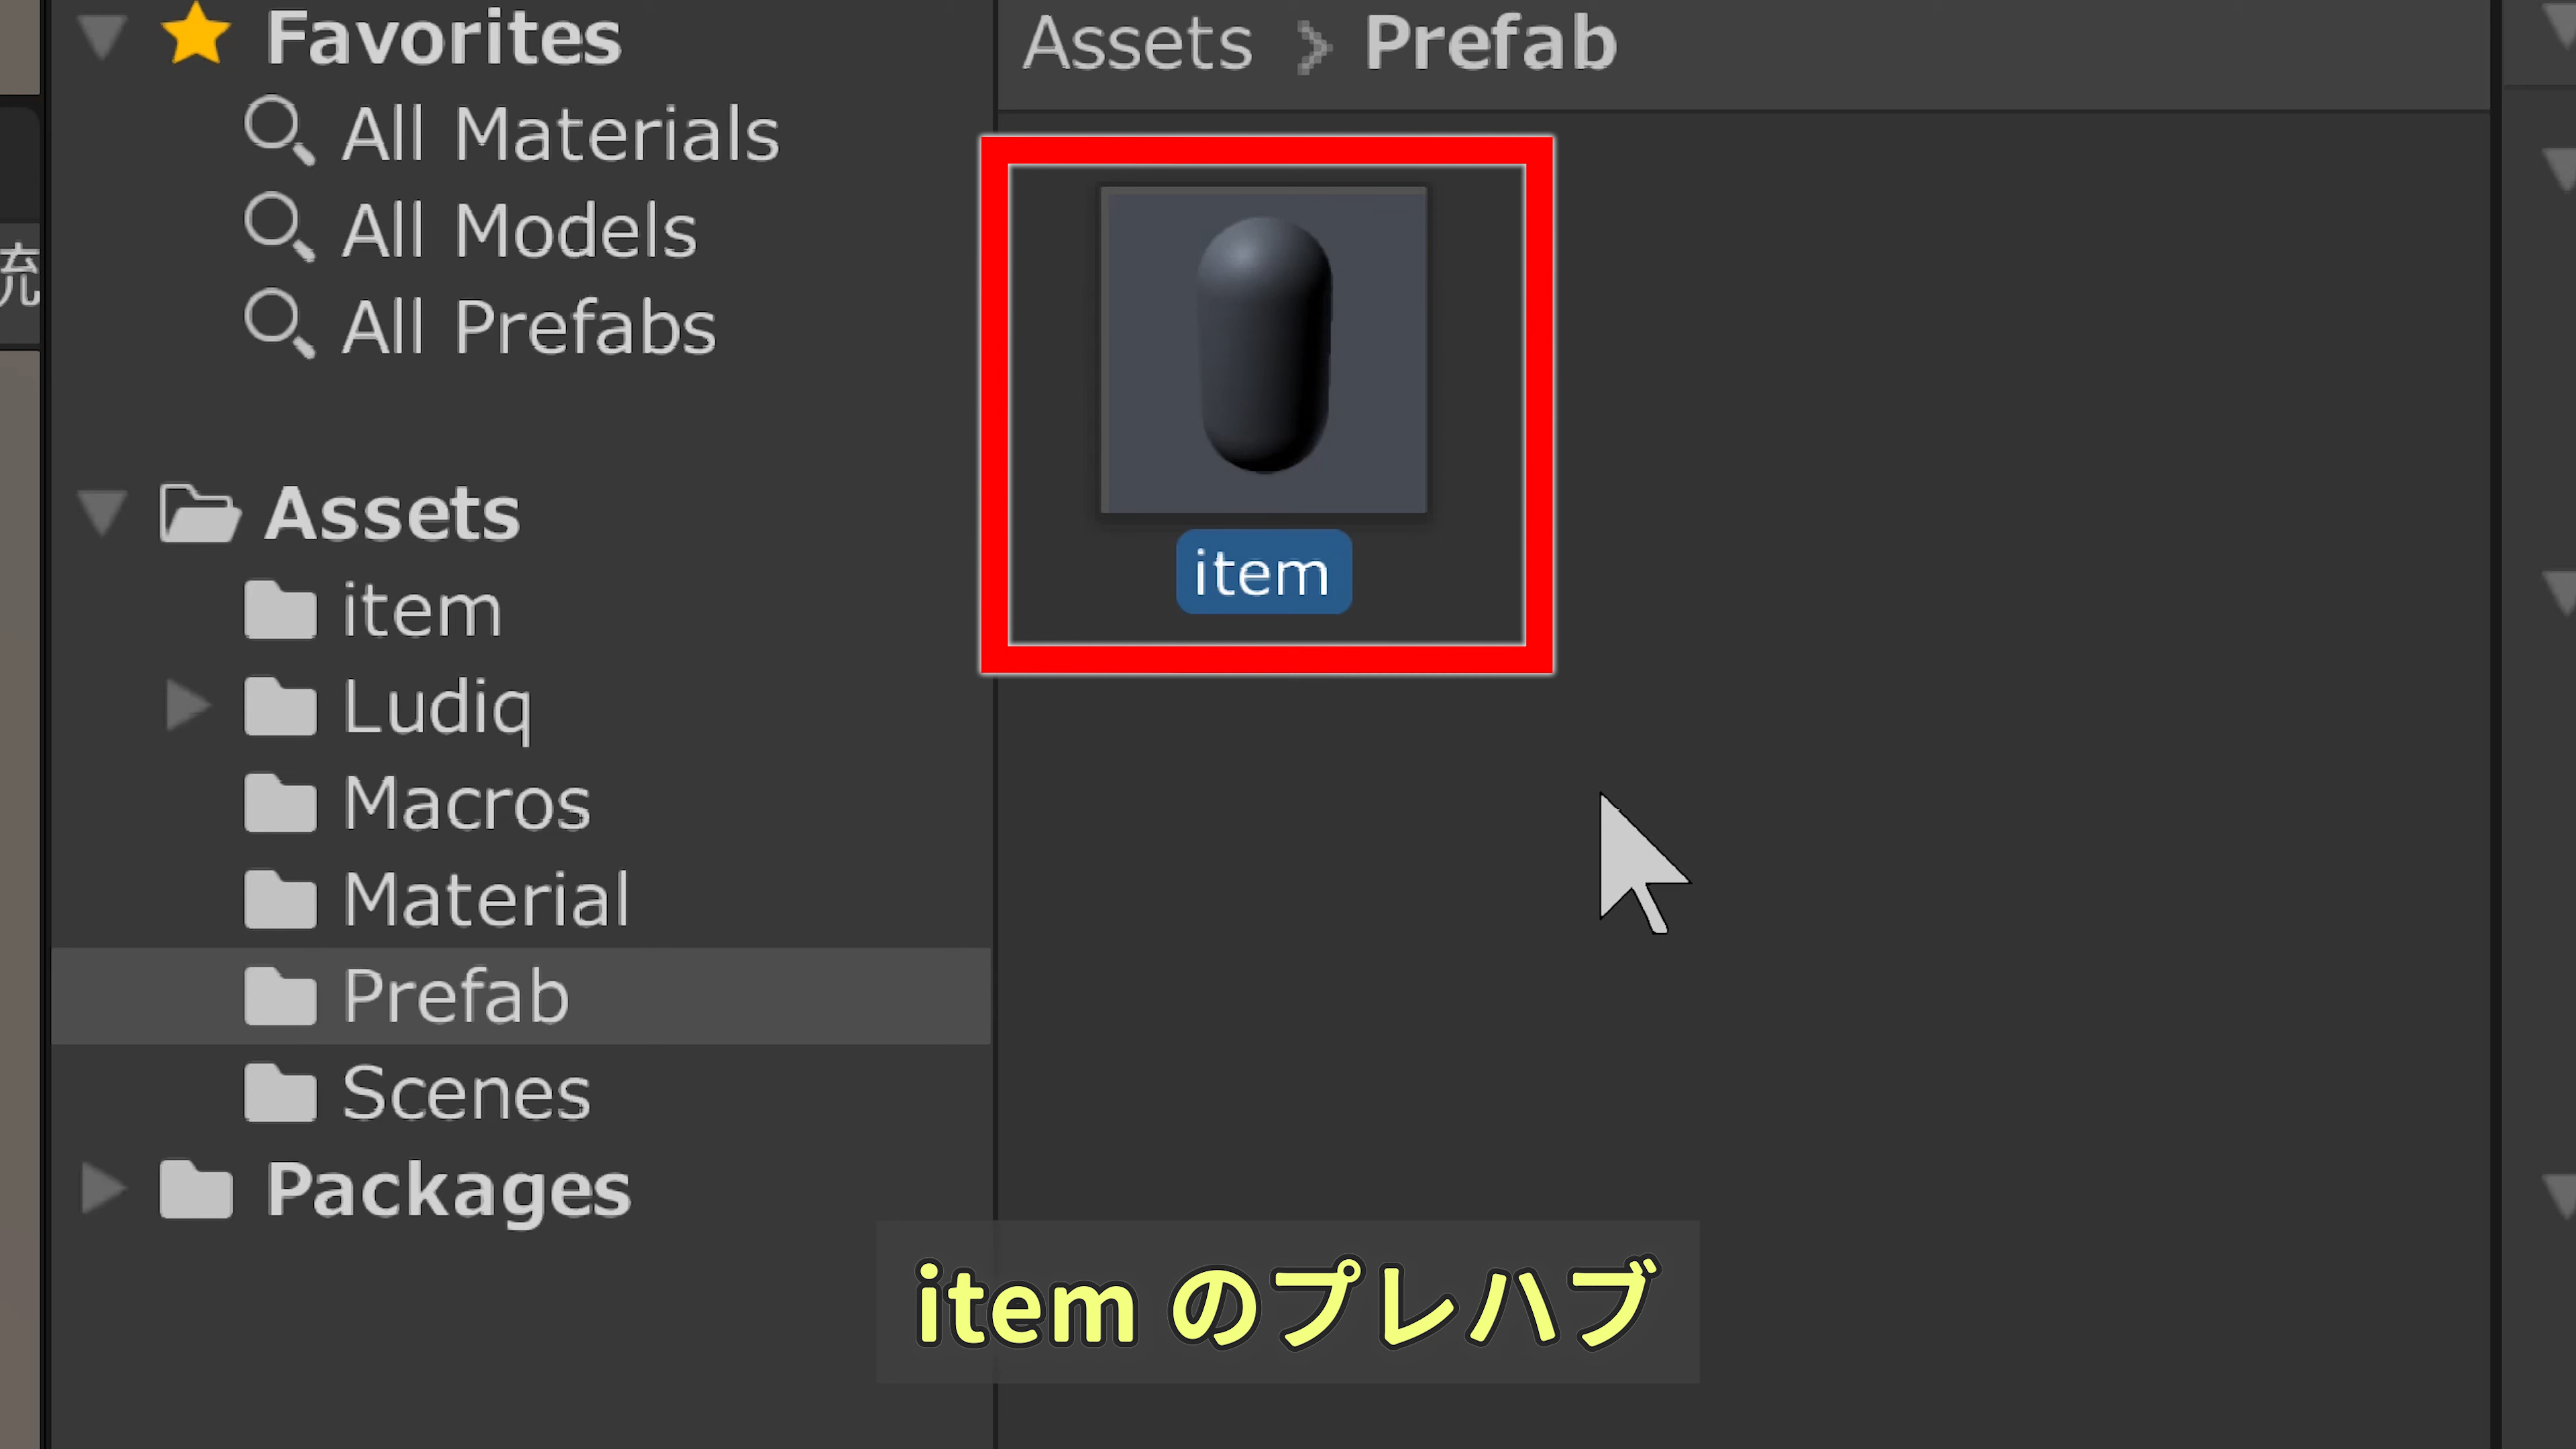 Favorites
All Materials
All Models
All Prefabs
Assets
item
Ludiq
Macros
Material
Prefab
Scenes
Packages
Assets > Prefab
item
充
item のプレハブ